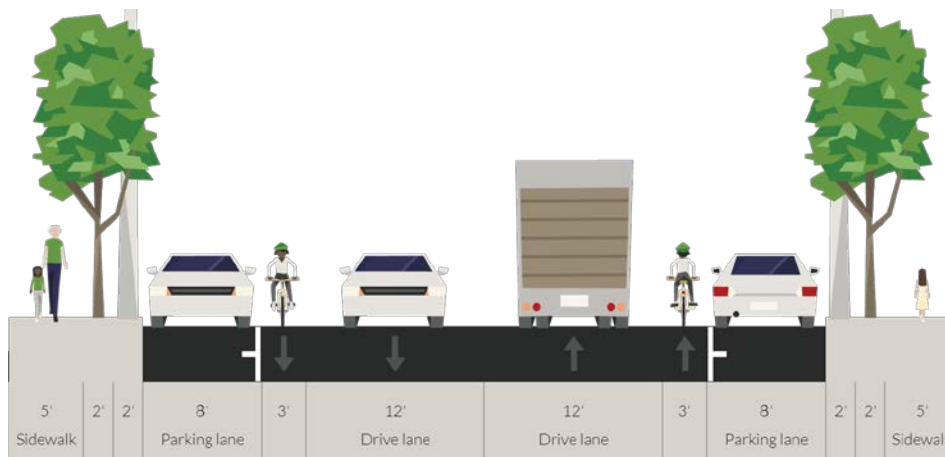 5' 2' 2' 8' 3' 12' 12' 3' 8' 2' 2' 5'
Sidewalk Parking lane Drive lane Drive lane Parking lane Sidewal